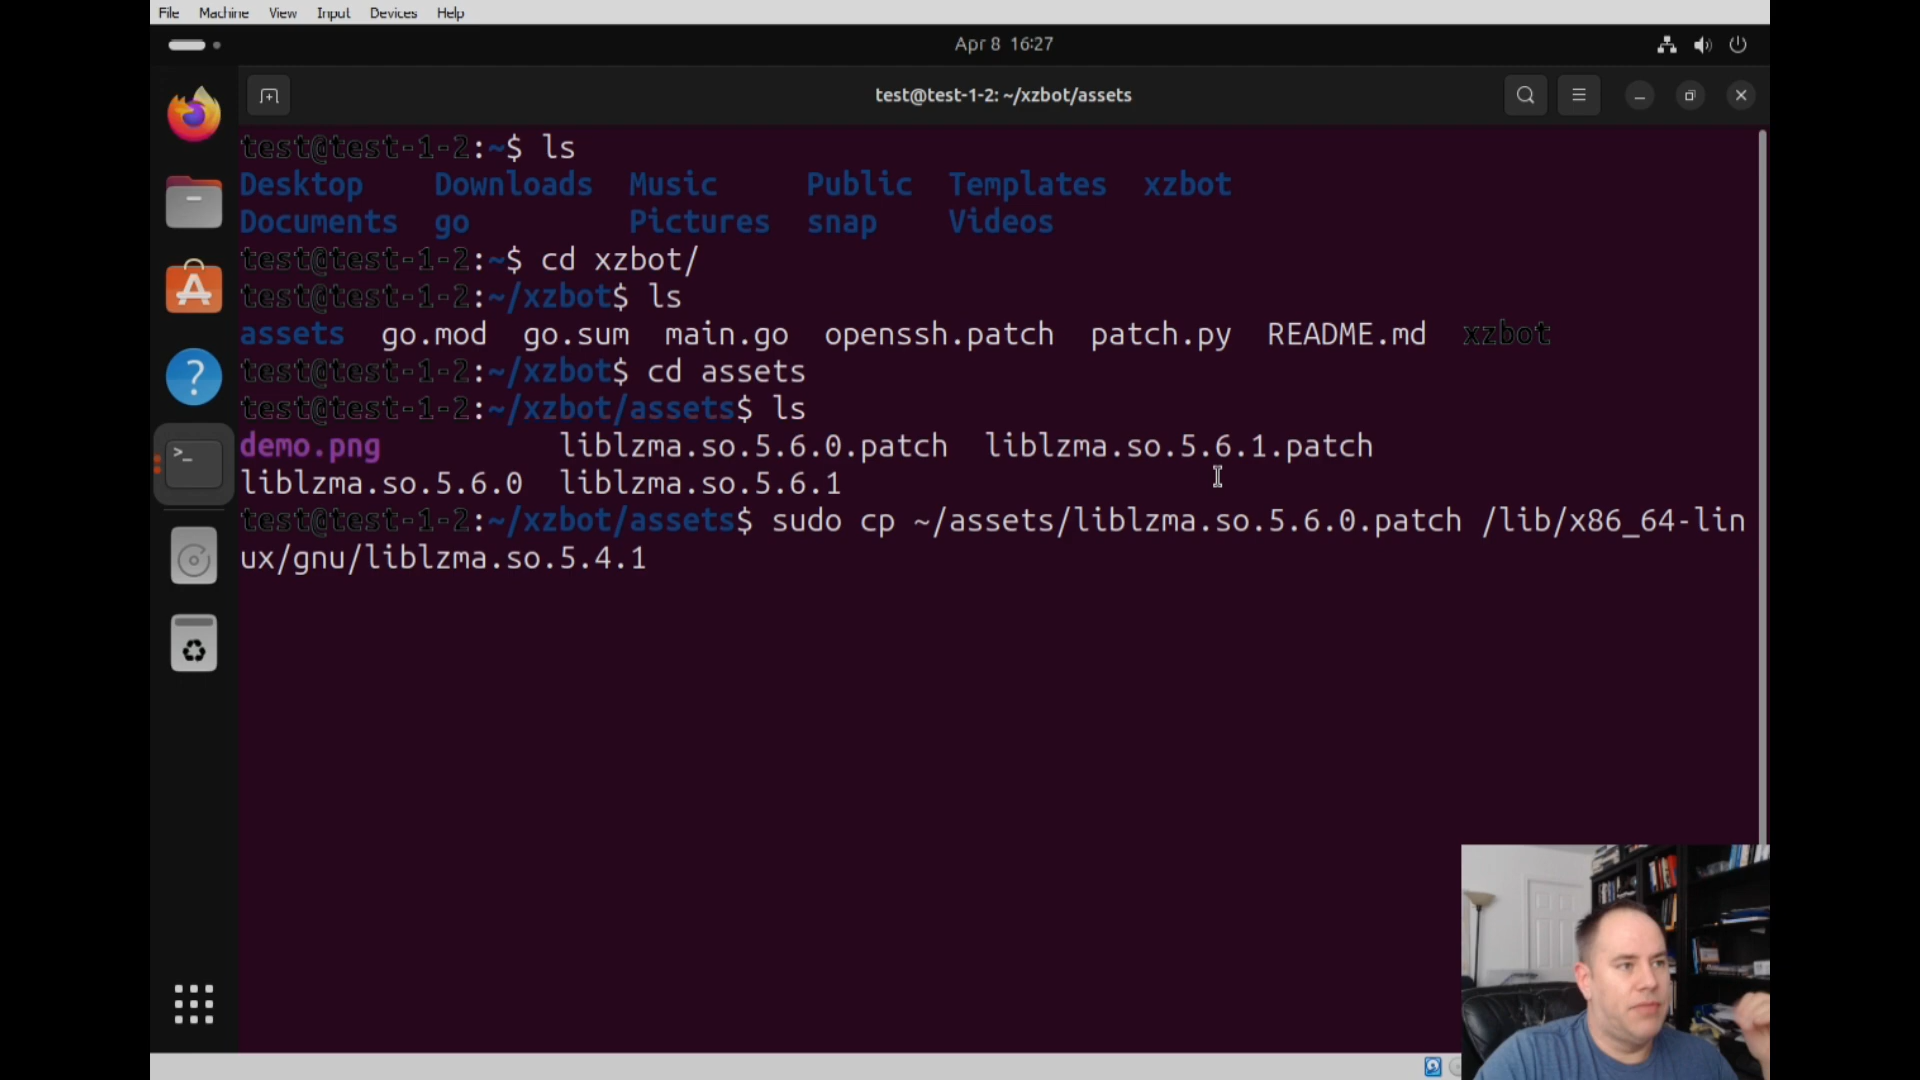 File Machine View Input Devices Help
Apr 8 16:27
test@test-1-2: ~/xzbot/assets
test@test-1-2:~$ ls
Desktop Downloads Music Public Templates xzbot
Documents go Pictures snap Videos
test@test-1-2:~$ cd xzbot/
test@test-1-2:~/xzbot$ ls
assets go.mod go.sum main.go openssh.patch patch.py README.md xzbot
test@test-1-2:~/xzbot$ cd assets
test@test-1-2:~/xzbot/assets$ ls
demo.png liblzma.so.5.6.0.patch liblzma.so.5.6.1.patch
liblzma.so.5.6.0 liblzma.so.5.6.1
test@test-1-2:~/xzbot/assets$ sudo cp ~/assets/liblzma.so.5.6.0.patch /lib/x86_64-lin
ux/gnu/liblzma.so.5.4.1